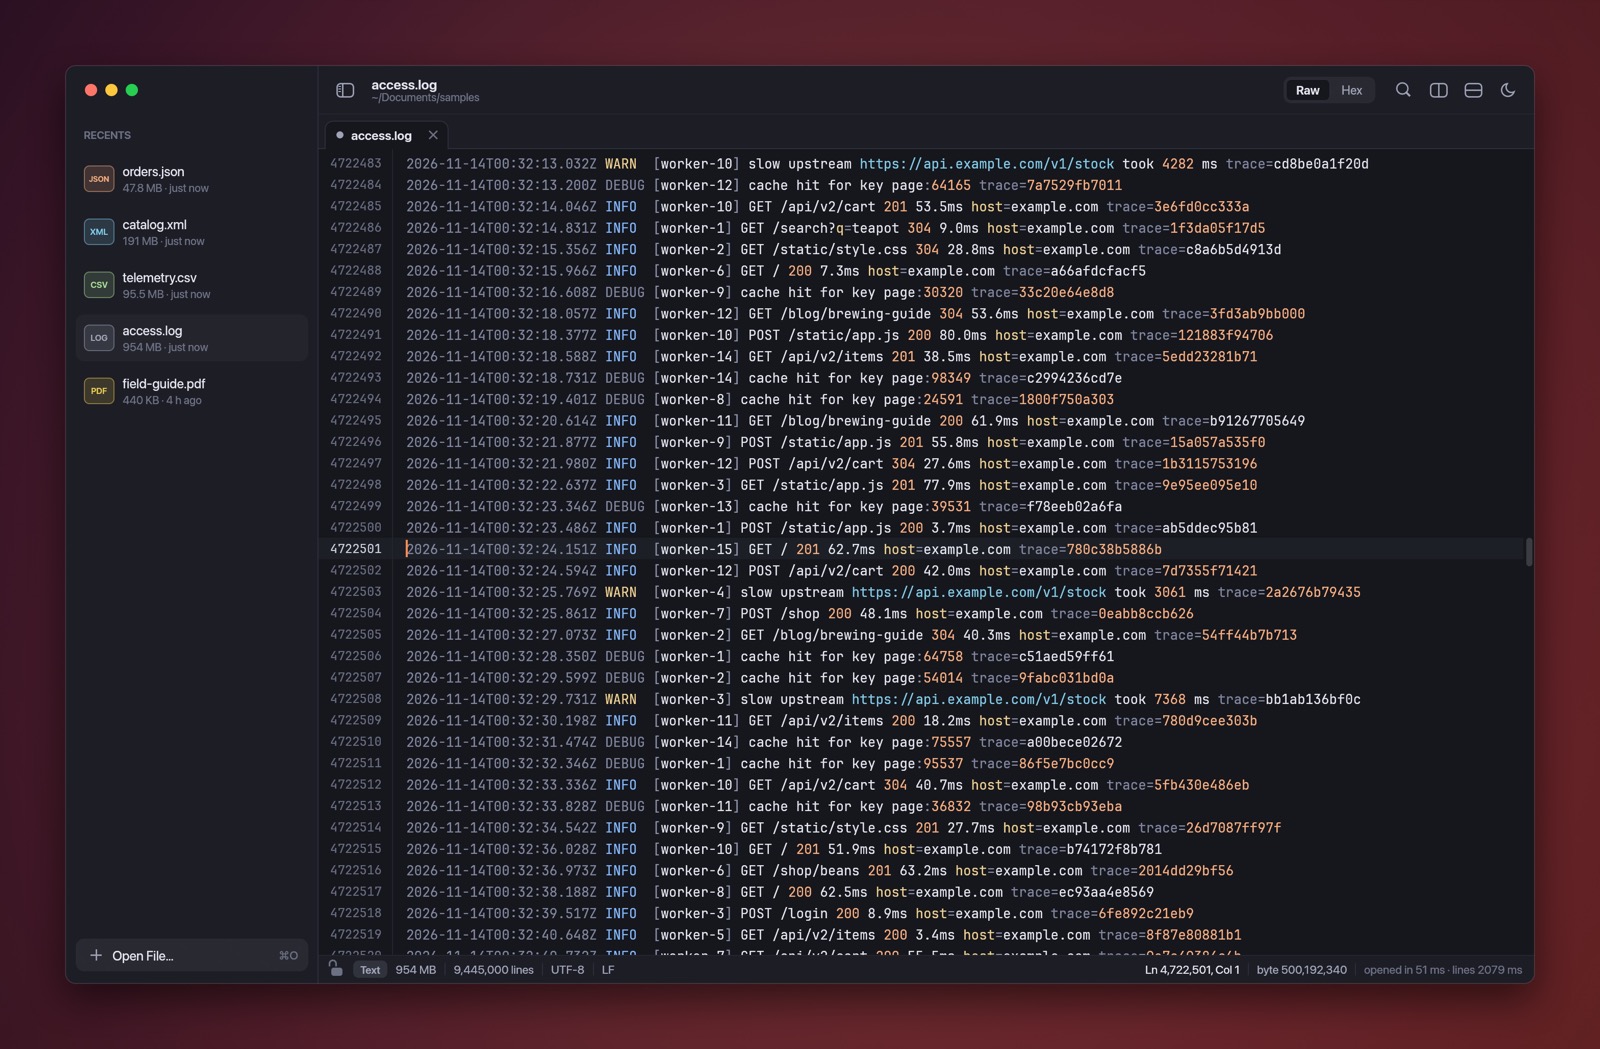 RECENTS
JSON
orders.json
47.8 MB · just now
XML
catalog.xml
191 MB · just now
CSV
telemetry.csv
95.5 MB · just now
LOG
access.log
954 MB · just now
PDF
field-guide.pdf
440 KB · 4 h ago
Open File... ⌘O
access.log
~/Documents/samples
Raw Hex
access.log
4722483 2026-11-14T00:32:13.032Z WARN [worker-10] slow upstream https://api.example.com/v1/stock took 4282 ms trace=cd8be0a1f20d
4722484 2026-11-14T00:32:13.200Z DEBUG [worker-12] cache hit for key page:64165 trace=7a7529fb7011
4722485 2026-11-14T00:32:14.046Z INFO [worker-10] GET /api/v2/cart 201 53.5ms host=example.com trace=3e6fd0cc333a
4722486 2026-11-14T00:32:14.831Z INFO [worker-1] GET /search?q=teapot 304 9.0ms host=example.com trace=1f3da05f17d5
4722487 2026-11-14T00:32:15.356Z INFO [worker-2] GET /static/style.css 304 28.8ms host=example.com trace=c8a6b5d4913d
4722488 2026-11-14T00:32:15.966Z INFO [worker-6] GET / 200 7.3ms host=example.com trace=a66afdcfacf5
4722489 2026-11-14T00:32:16.608Z DEBUG [worker-9] cache hit for key page:30320 trace=33c20e64e8d8
4722490 2026-11-14T00:32:18.057Z INFO [worker-12] GET /blog/brewing-guide 304 53.6ms host=example.com trace=3fd3ab9bb000
4722491 2026-11-14T00:32:18.377Z INFO [worker-10] POST /static/app.js 200 80.0ms host=example.com trace=121883f94706
4722492 2026-11-14T00:32:18.588Z INFO [worker-14] GET /api/v2/items 201 38.5ms host=example.com trace=5edd23281b71
4722493 2026-11-14T00:32:18.731Z DEBUG [worker-14] cache hit for key page:98349 trace=c2994236cd7e
4722494 2026-11-14T00:32:19.401Z DEBUG [worker-8] cache hit for key page:24591 trace=1800f750a303
4722495 2026-11-14T00:32:20.614Z INFO [worker-11] GET /blog/brewing-guide 200 61.9ms host=example.com trace=b91267705649
4722496 2026-11-14T00:32:21.877Z INFO [worker-9] POST /static/app.js 201 55.8ms host=example.com trace=15a057a535f0
4722497 2026-11-14T00:32:21.980Z INFO [worker-12] POST /api/v2/cart 304 27.6ms host=example.com trace=1b3115753196
4722498 2026-11-14T00:32:22.637Z INFO [worker-3] GET /static/app.js 201 77.9ms host=example.com trace=9e95ee095e10
4722499 2026-11-14T00:32:23.346Z DEBUG [worker-13] cache hit for key page:39531 trace=f78eeb02a6fa
4722500 2026-11-14T00:32:23.486Z INFO [worker-1] POST /static/app.js 200 3.7ms host=example.com trace=ab5ddec95b81
4722501 2026-11-14T00:32:24.151Z INFO [worker-15] GET / 201 62.7ms host=example.com trace=780c38b5886b
4722502 2026-11-14T00:32:24.594Z INFO [worker-12] POST /api/v2/cart 200 42.0ms host=example.com trace=7d7355f71421
4722503 2026-11-14T00:32:25.769Z WARN [worker-4] slow upstream https://api.example.com/v1/stock took 3061 ms trace=2a2676b79435
4722504 2026-11-14T00:32:25.861Z INFO [worker-7] POST /shop 200 48.1ms host=example.com trace=0eabb8ccb626
4722505 2026-11-14T00:32:27.073Z INFO [worker-2] GET /blog/brewing-guide 304 40.3ms host=example.com trace=54ff44b7b713
4722506 2026-11-14T00:32:28.350Z DEBUG [worker-1] cache hit for key page:64758 trace=c51aed59ff61
4722507 2026-11-14T00:32:29.599Z DEBUG [worker-2] cache hit for key page:54014 trace=9fabc031bd0a
4722508 2026-11-14T00:32:29.731Z WARN [worker-3] slow upstream https://api.example.com/v1/stock took 7368 ms trace=bb1ab136bf0c
4722509 2026-11-14T00:32:30.198Z INFO [worker-11] GET /api/v2/items 200 18.2ms host=example.com trace=780d9cee303b
4722510 2026-11-14T00:32:31.474Z DEBUG [worker-14] cache hit for key page:75557 trace=a00bece02672
4722511 2026-11-14T00:32:32.346Z DEBUG [worker-1] cache hit for key page:95537 trace=86f5e7bc0cc9
4722512 2026-11-14T00:32:33.336Z INFO [worker-10] GET /api/v2/cart 304 40.7ms host=example.com trace=5fb430e486eb
4722513 2026-11-14T00:32:33.828Z DEBUG [worker-11] cache hit for key page:36832 trace=98b93cb93eba
4722514 2026-11-14T00:32:34.542Z INFO [worker-9] GET /static/style.css 201 27.7ms host=example.com trace=26d7087ff97f
4722515 2026-11-14T00:32:36.028Z INFO [worker-10] GET / 201 51.9ms host=example.com trace=b74172f8b781
4722516 2026-11-14T00:32:36.973Z INFO [worker-6] GET /shop/beans 201 63.2ms host=example.com trace=2014dd29bf56
4722517 2026-11-14T00:32:38.188Z INFO [worker-8] GET / 200 62.5ms host=example.com trace=ec93aa4e8569
4722518 2026-11-14T00:32:39.517Z INFO [worker-3] POST /login 200 8.9ms host=example.com trace=6fe892c21eb9
4722519 2026-11-14T00:32:40.648Z INFO [worker-5] GET /api/v2/items 200 3.4ms host=example.com trace=8f87e80881b1
Text 954 MB 9,445,000 lines UTF-8 LF Ln 4,722,501, Col 1 byte 500,192,340 opened in 51 ms · lines 2079 ms